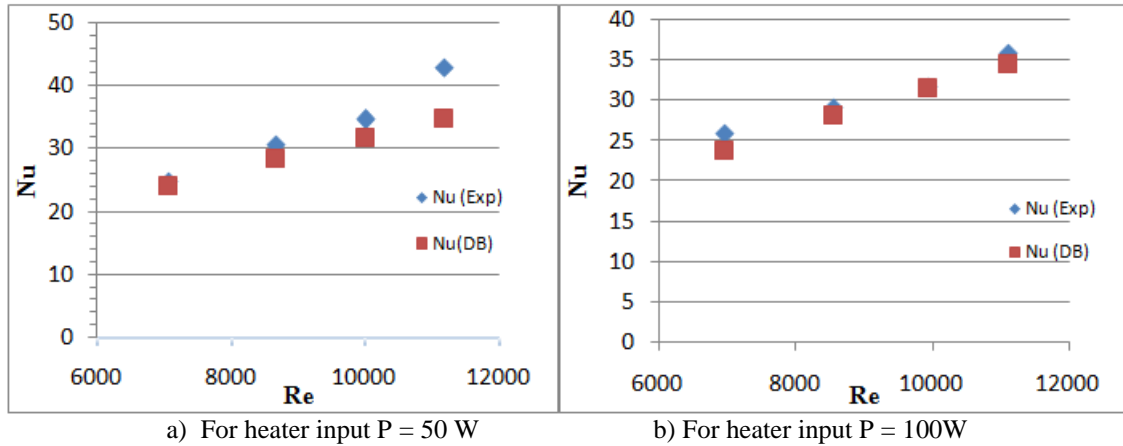 50
40
30
20
10
0
Nu
6000 8000 10000 12000
Re
Nu (Exp)
Nu(DB)
a) For heater input P = 50 W
40
35
30
25
20
15
10
5
0
Nu
6000 8000 10000 12000
Re
Nu (Exp)
Nu (DB)
b) For heater input P = 100W